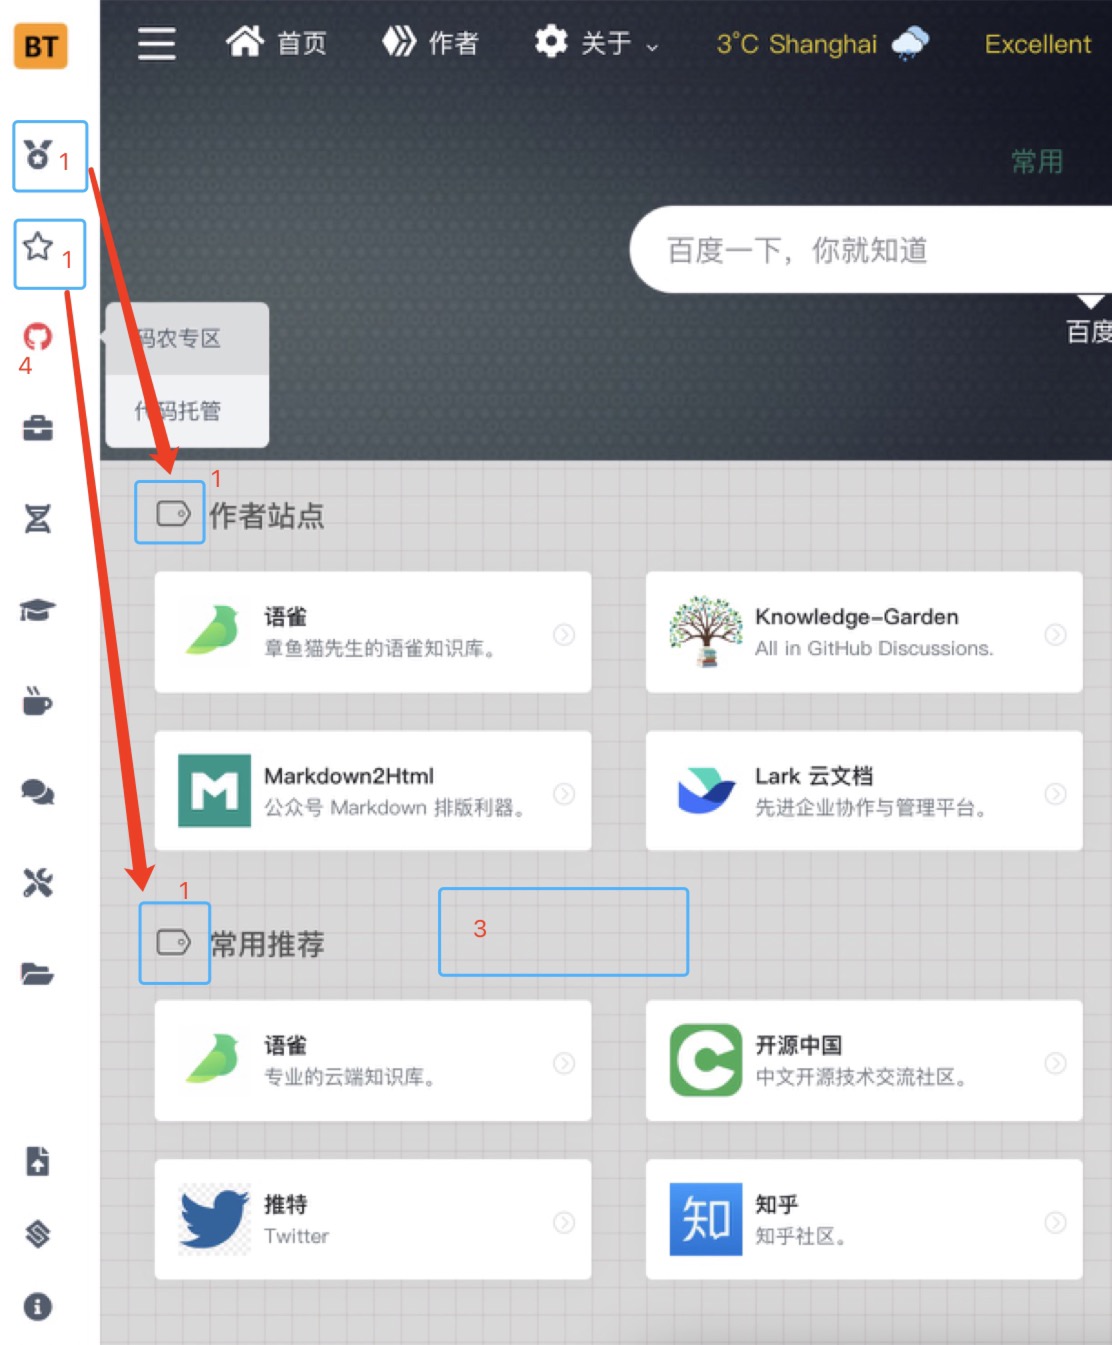 BT
首页
作者
关于
3°C Shanghai
Excellent
1
1
常用
百度一下，你就知道
百度
4
码农专区
代码托管
1
作者站点
语雀
章鱼猫先生的语雀知识库。
Knowledge-Garden
All in GitHub Discussions.
M
Markdown2Html
公众号 Markdown 排版利器。
Lark 云文档
先进企业协作与管理平台。
1
常用推荐
3
语雀
专业的云端知识库。
开源中国
中文开源技术交流社区。
推特
Twitter
知
知乎
知乎社区。